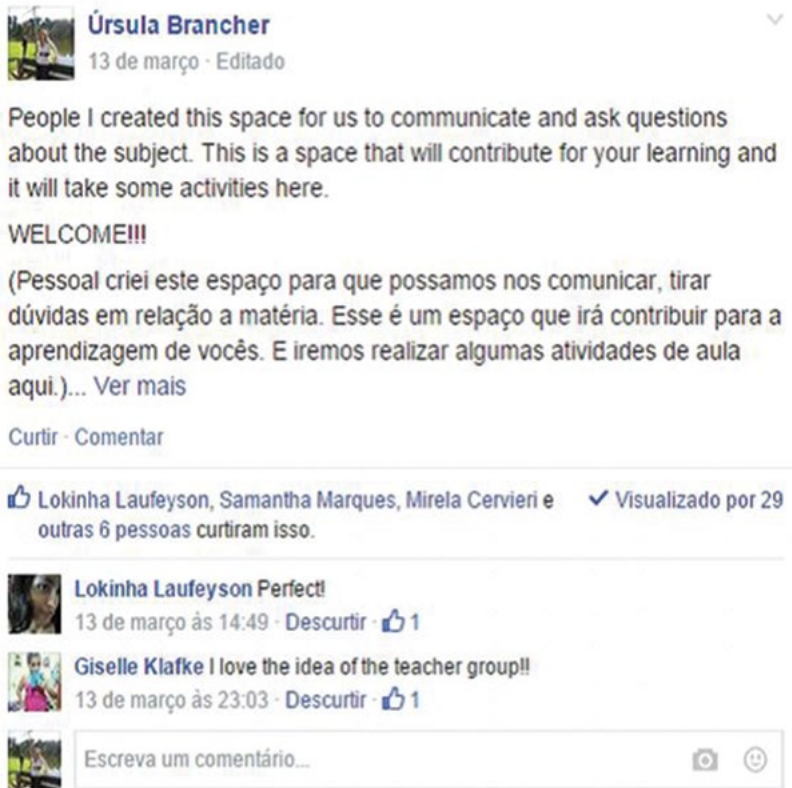 Úrsula Brancher
13 de março · Editado
People I created this space for us to communicate and ask questions
about the subject. This is a space that will contribute for your learning and
it will take some activities here.
WELCOME!!!
(Pessoal criei este espaço para que possamos nos comunicar, tirar
dúvidas em relação a matéria. Esse é um espaço que irá contribuir para a
aprendizagem de vocês. E iremos realizar algumas atividades de aula
aqui.)... Ver mais
Curtir · Comentar
Lokinha Laufeyson, Samantha Marques, Mirela Cervieri e
outras 6 pessoas curtiram isso.
Visualizado por 29
Lokinha Laufeyson Perfect!
13 de março às 14:49 · Descurtir · 1
Giselle Klafke I love the idea of the teacher group!!
13 de março às 23:03 · Descurtir · 1
Escreva um comentário...